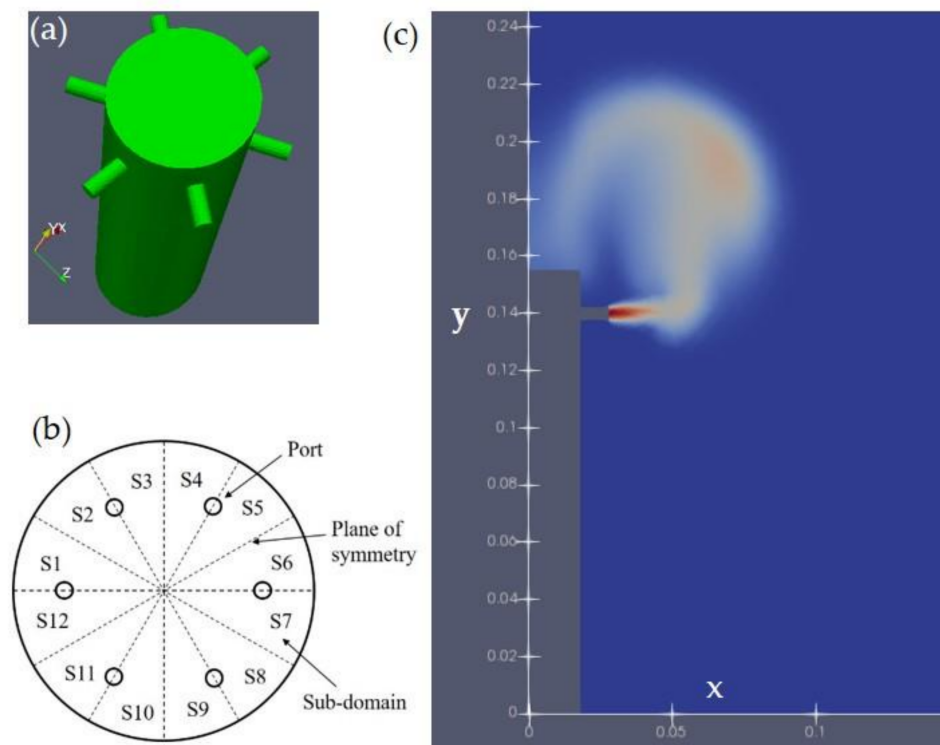 (a)
YX
Z
(b)
Port
S3
S4
S2
S5
Plane of
symmetry
S1
S6
S12
S7
S11
S8
Sub-domain
S10
S9
(c)
0.24
0.22
0.2
0.18
0.16
0.14
y
0.12
0.1
0.08
0.06
0.04
0.02
0
x
0
0.05
0.1